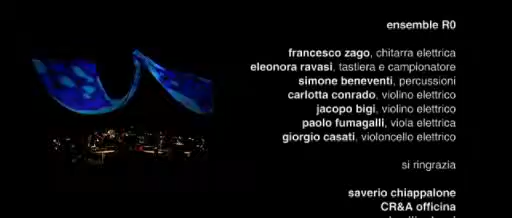 ensemble R0
francesco zago, chitarra elettrica
eleonora ravasi, tastiera e campionatore
simone beneventi, percussioni
carlotta conrado, violino elettrico
jacopo bigi, violino elettrico
paolo fumagalli, viola elettrica
giorgio casati, violoncello elettrico
si ringrazia
saverio chiappalone
CR&A officina